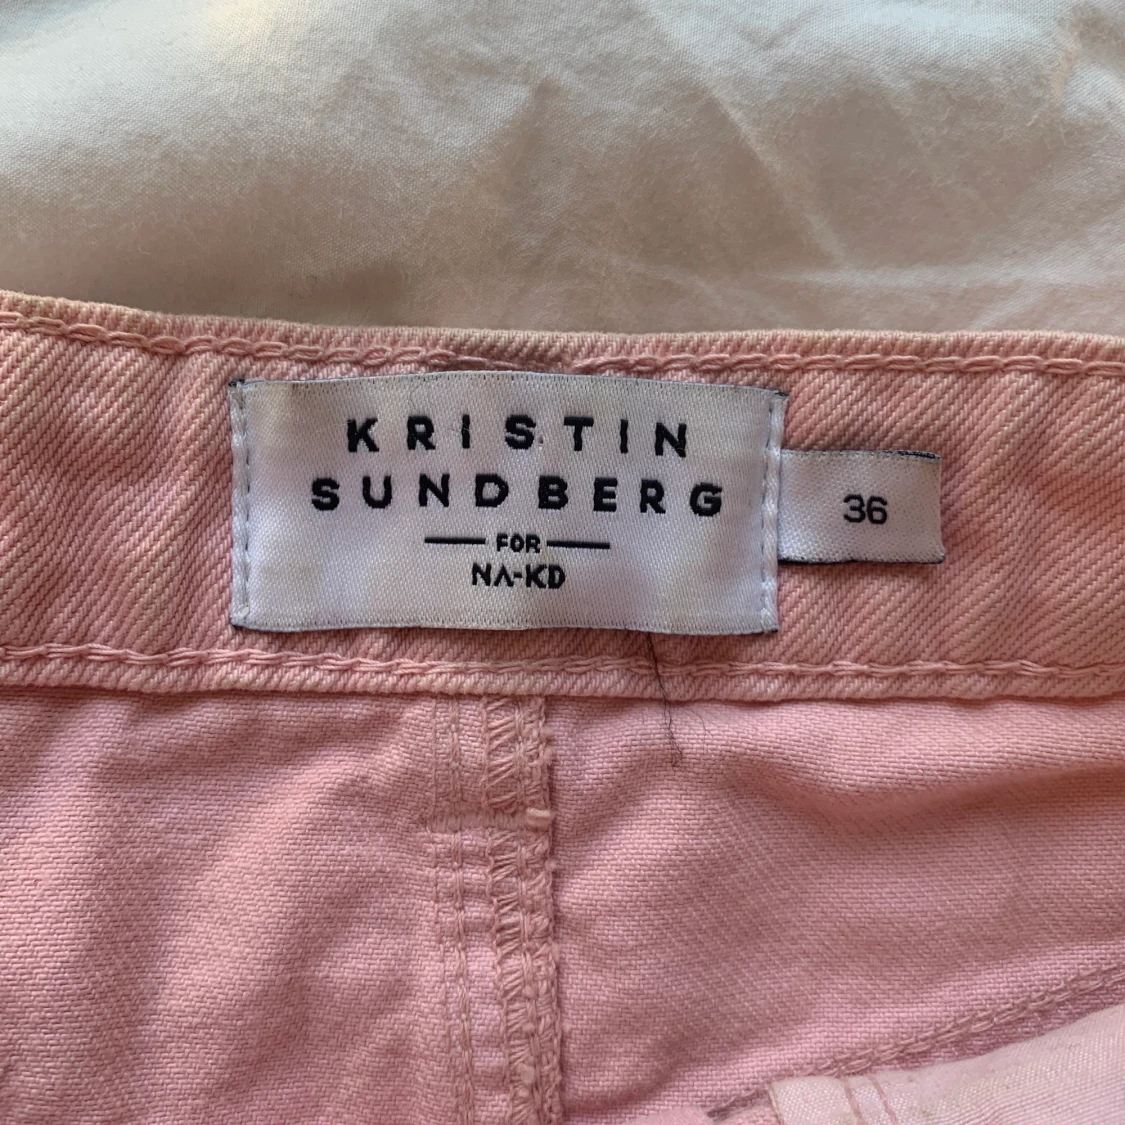 KRISTIN
SUNDBERG
FOR
NA-KD
36